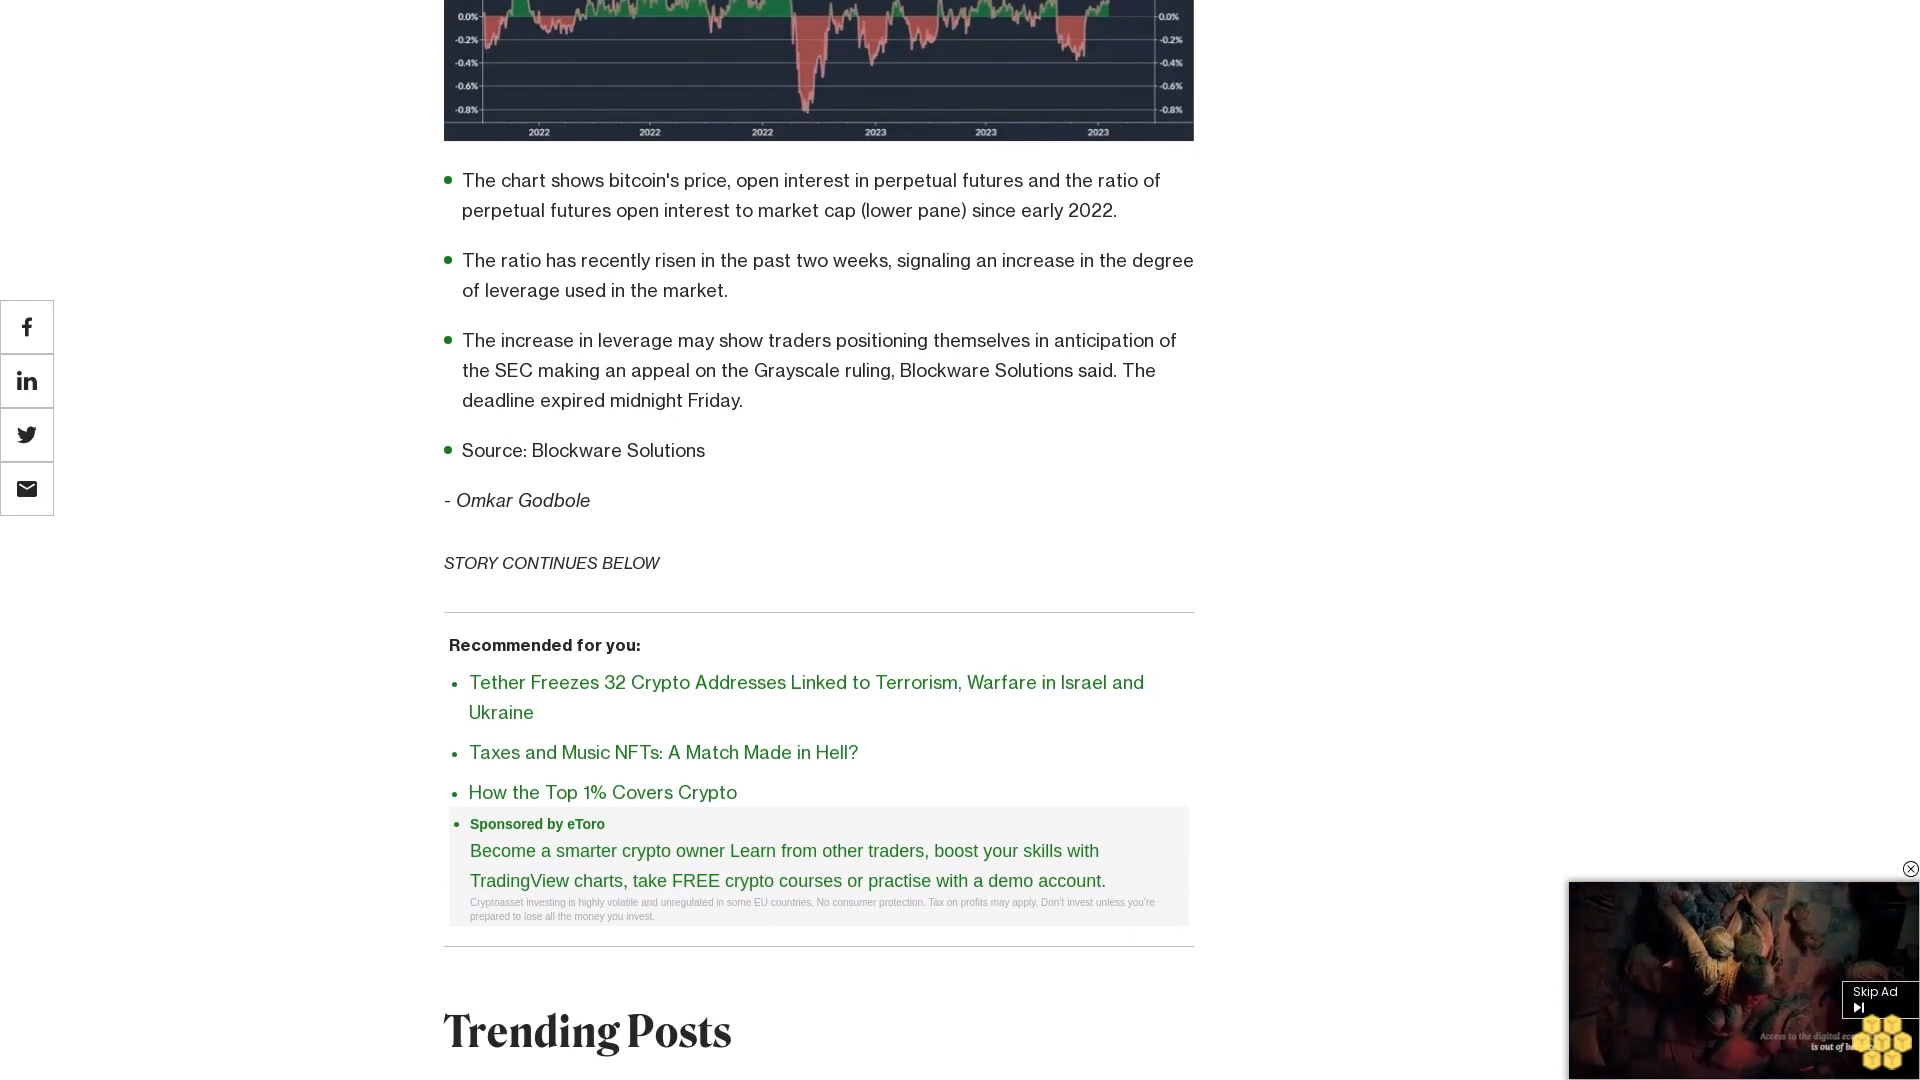 0.0%
0.0%
-0.2%
-0.2%
-0.4%
-0.4%
-0.6%
-0.6%
-0.8%
-0.8%
2022 2022 2022 2023 2023 2023
The chart shows bitcoin's price, open interest in perpetual futures and the ratio of
perpetual futures open interest to market cap (lower pane) since early 2022.
The ratio has recently risen in the past two weeks, signaling an increase in the degree
of leverage used in the market.
The increase in leverage may show traders positioning themselves in anticipation of
the SEC making an appeal on the Grayscale ruling, Blockware Solutions said. The
deadline expired midnight Friday.
Source: Blockware Solutions
- Omkar Godbole
STORY CONTINUES BELOW
Recommended for you:
Tether Freezes 32 Crypto Addresses Linked to Terrorism, Warfare in Israel and
Ukraine
Taxes and Music NFTs: A Match Made in Hell?
How the Top 1% Covers Crypto
Sponsored by eToro
Become a smarter crypto owner Learn from other traders, boost your skills with
TradingView charts, take FREE crypto courses or practise with a demo account.
Cryptoasset investing is highly volatile and unregulated in some EU countries. No consumer protection. Tax on profits may apply. Don't invest unless you're
prepared to lose all the money you invest.
Trending Posts
Skip Ad
Access to the digital
is out of